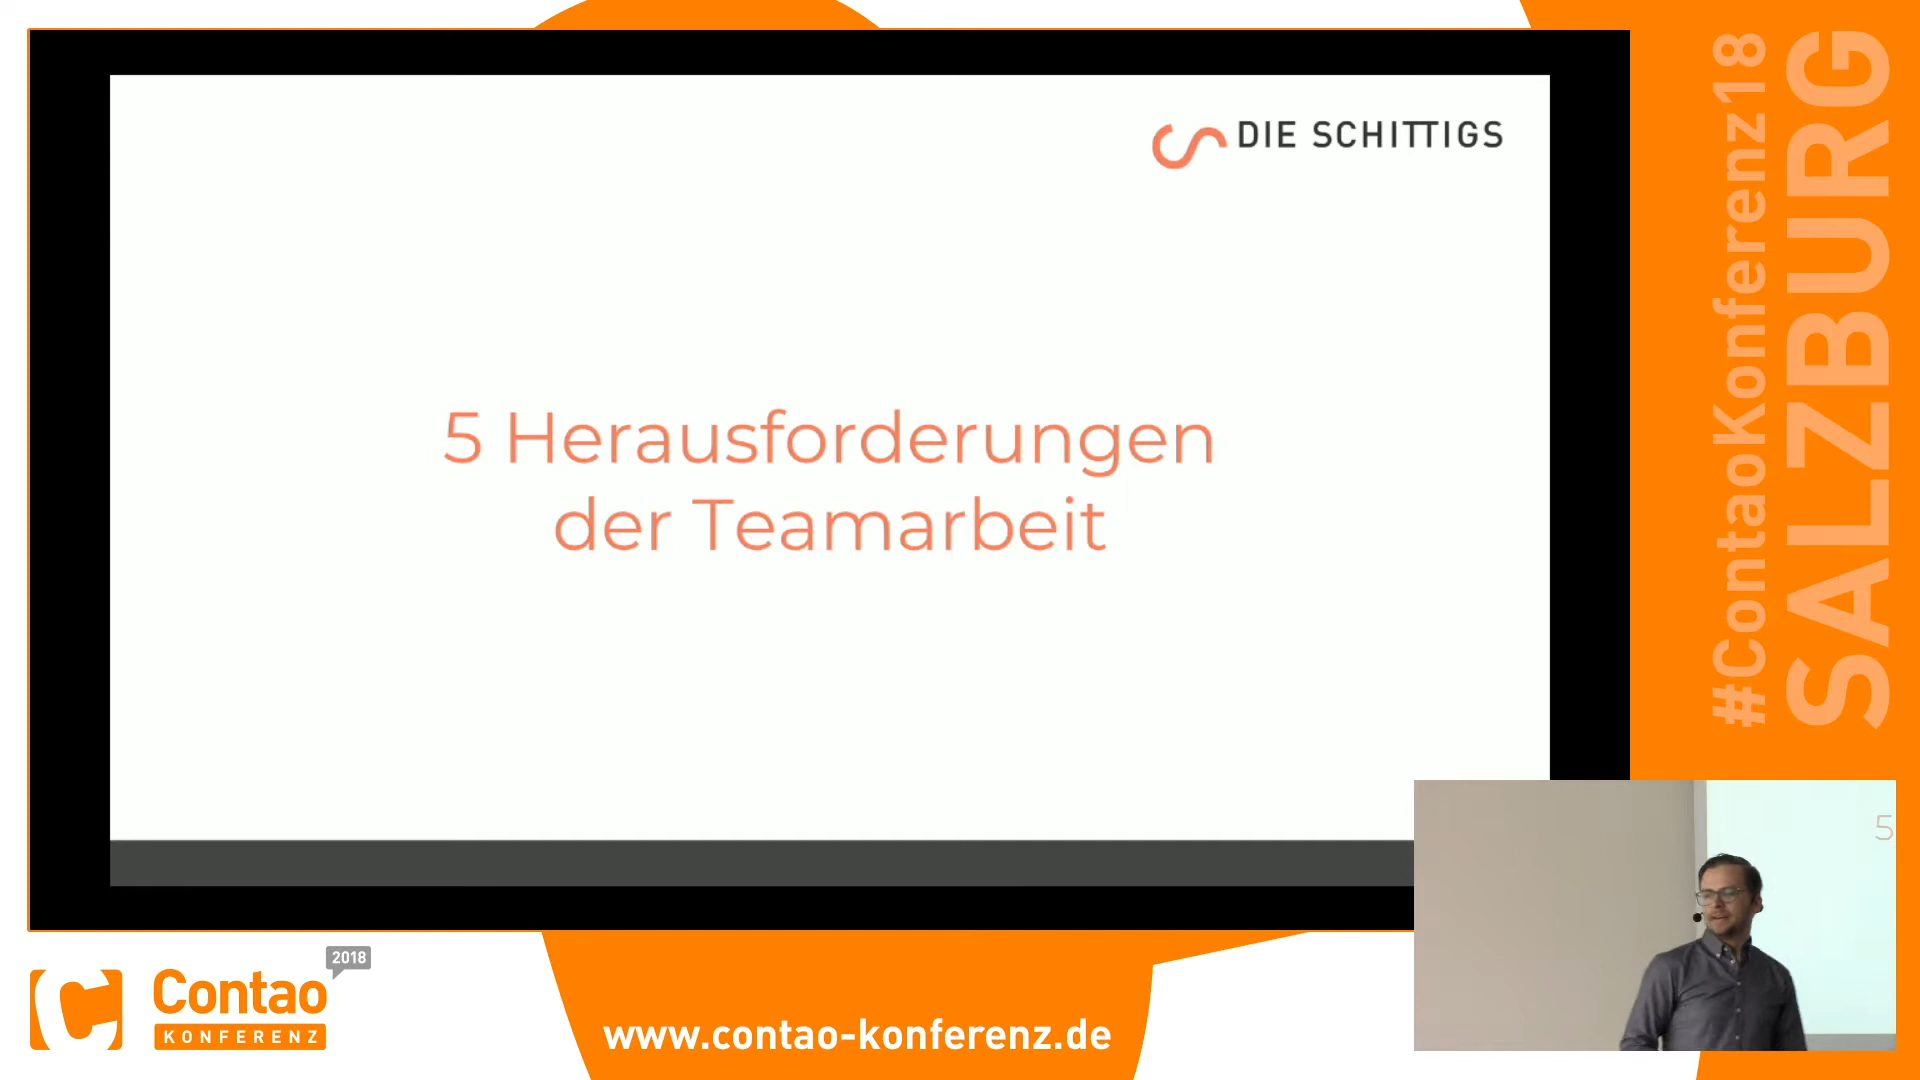 DIE SCHITTIGS
5 Herausforderungen
der Teamarbeit
#ContaoKonferenz18
SALZBURG
5
2018
Contao
KONFERENZ
www.contao-konferenz.de